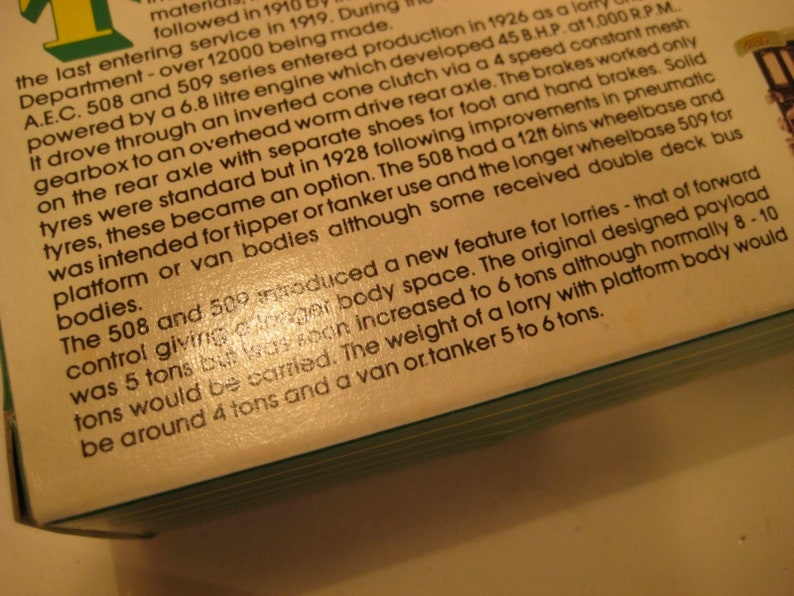 T
materials,
followed in 1910 by
the last entering service in 1919. During the
Department - over 12000 being made.
A.E.C. 508 and 509 series entered production in 1926 as a lorry
powered by a 6.8 litre engine which developed 45 B.H.P. at 1,000 R.P.M..
It drove through an inverted cone clutch via a 4 speed constant mesh
gearbox to an overhead worm drive rear axle. The brakes worked only
on the rear axle with separate shoes for foot and hand brakes. Solid
tyres were standard but in 1928 following improvements in pneumatic
tyres, these became an option. The 508 had a 12ft 6ins wheelbase and
was intended for tipper or tanker use and the longer wheelbase 509 for
platform or van bodies although some received double deck bus
bodies.
The 508 and 509 introduced a new feature for lorries - that of forward
control giving a longer body space. The original designed payload
was 5 tons but was soon increased to 6 tons although normally 8 - 10
tons would be carried. The weight of a lorry with platform body would
be around 4 tons and a van or tanker 5 to 6 tons.